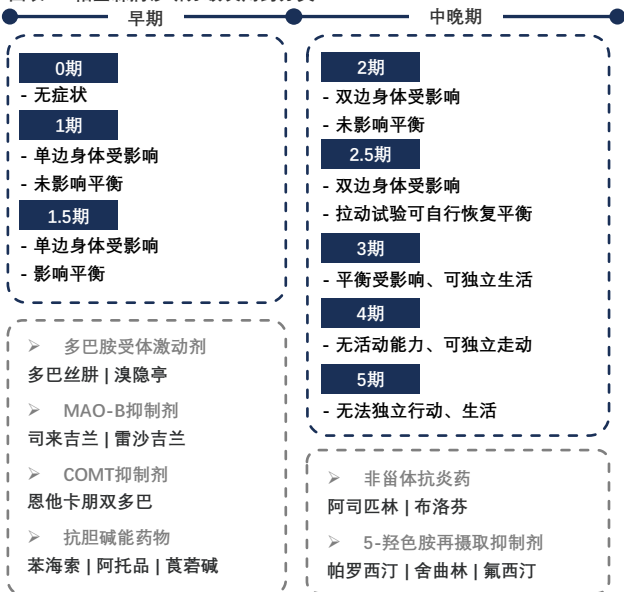 早期
0期
- 无症状
1期
- 单边身体受影响
- 未影响平衡
1.5期
- 单边身体受影响
- 影响平衡
➢ 多巴胺受体激动剂
多巴丝肼 | 溴隐亭
➢ MAO-B抑制剂
司来吉兰 | 雷沙吉兰
➢ COMT抑制剂
恩他卡朋双多巴
➢ 抗胆碱能药物
苯海索 | 阿托品 | 莨菪碱
中晚期
2期
- 双边身体受影响
- 未影响平衡
2.5期
- 双边身体受影响
- 拉动试验可自行恢复平衡
3期
- 平衡受影响、可独立生活
4期
- 无活动能力、可独立走动
5期
- 无法独立行动、生活
➢ 非甾体抗炎药
阿司匹林 | 布洛芬
➢ 5-羟色胺再摄取抑制剂
帕罗西汀 | 舍曲林 | 氟西汀